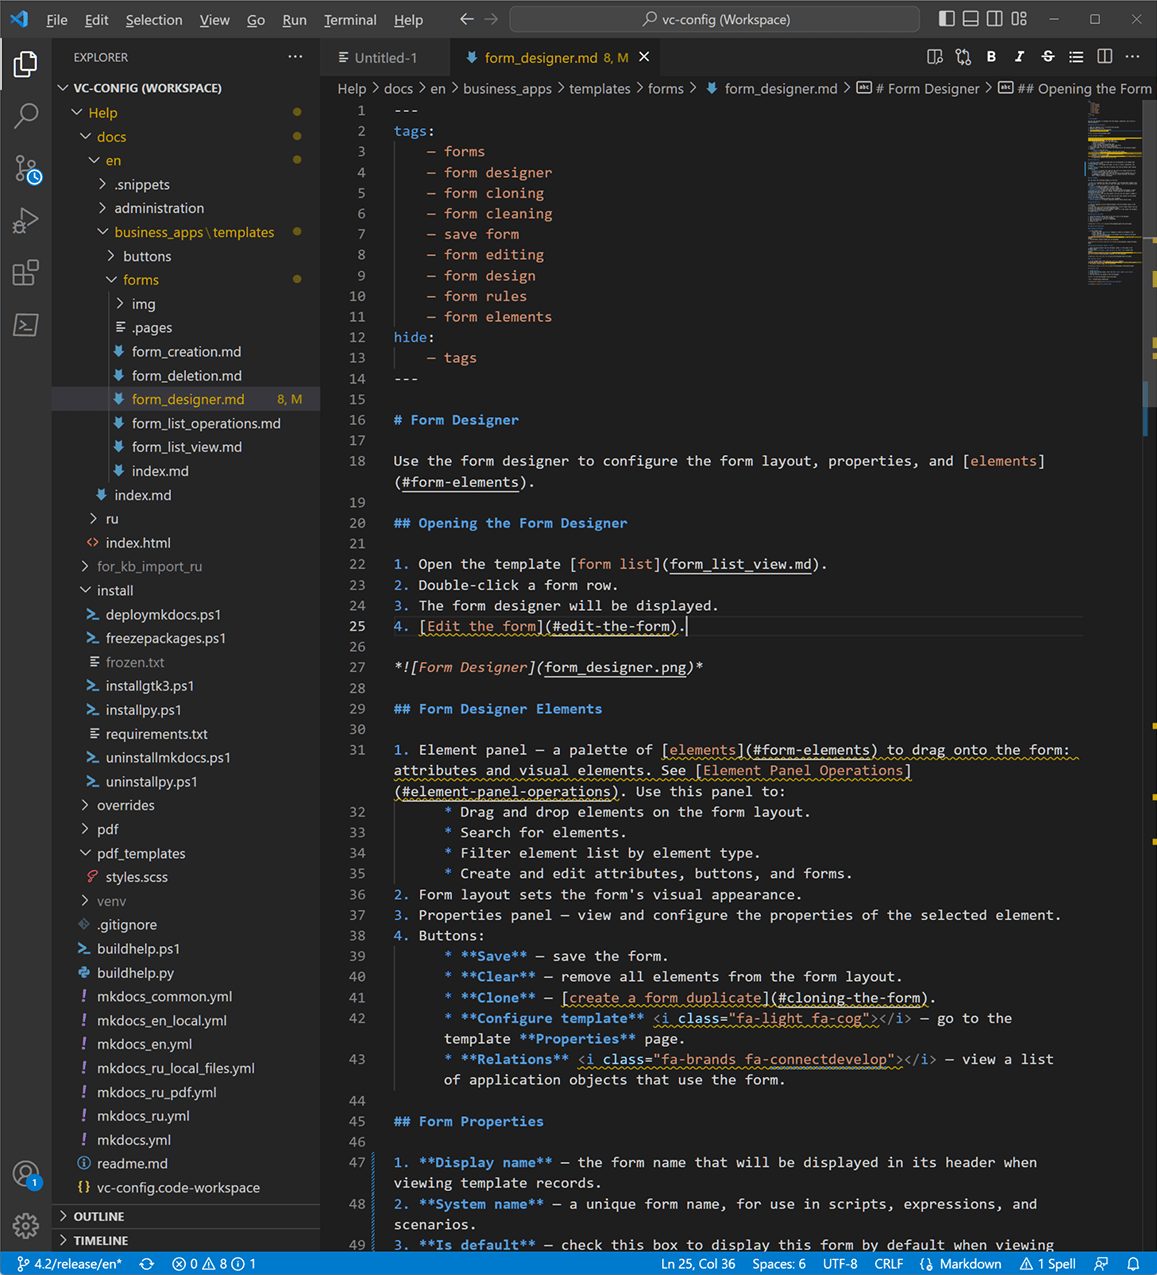 File Edit Selection View Go Run Terminal Help
vc-config (Workspace)
EXPLORER
VC-CONFIG (WORKSPACE)
Help
docs
en
.snippets
administration
business_apps\templates
buttons
forms
img
.pages
form_creation.md
form_deletion.md
form_designer.md 8, M
form_list_operations.md
form_list_view.md
index.md
index.md
ru
index.html
for_kb_import_ru
install
deploymkdocs.ps1
freezepackages.ps1
frozen.txt
installgtk3.ps1
installpy.ps1
requirements.txt
uninstallmkdocs.ps1
uninstallpy.ps1
overrides
pdf
pdf_templates
styles.scss
venv
.gitignore
buildhelp.ps1
buildhelp.py
mkdocs_common.yml
mkdocs_en_local.yml
mkdocs_en.yml
mkdocs_ru_local_files.yml
mkdocs_ru_pdf.yml
mkdocs_ru.yml
mkdocs.yml
readme.md
vc-config.code-workspace
OUTLINE
TIMELINE
1
Untitled-1
form_designer.md 8, M
Help > docs > en > business_apps > templates > forms > form_designer.md > # Form Designer > ## Opening the Form
1 ---
2 tags:
3 – forms
4 – form designer
5 – form cloning
6 – form cleaning
7 – save form
8 – form editing
9 – form design
10 – form rules
11 – form elements
12 hide:
13 – tags
14 ---
15
16 # Form Designer
17
18 Use the form designer to configure the form layout, properties, and [elements]
(#form-elements).
19
20 ## Opening the Form Designer
21
22 1. Open the template [form list](form_list_view.md).
23 2. Double-click a form row.
24 3. The form designer will be displayed.
25 4. [Edit the form](#edit-the-form).
26
27 *![Form Designer](form_designer.png)*
28
29 ## Form Designer Elements
30
31 1. Element panel – a palette of [elements](#form-elements) to drag onto the form:
attributes and visual elements. See [Element Panel Operations]
(#element-panel-operations). Use this panel to:
32 * Drag and drop elements on the form layout.
33 * Search for elements.
34 * Filter element list by element type.
35 * Create and edit attributes, buttons, and forms.
36 2. Form layout sets the form's visual appearance.
37 3. Properties panel – view and configure the properties of the selected element.
38 4. Buttons:
39 * **Save** – save the form.
40 * **Clear** – remove all elements from the form layout.
41 * **Clone** – [create a form duplicate](#cloning-the-form).
42 * **Configure template** <i class="fa-light fa-cog"></i> – go to the
template **Properties** page.
43 * **Relations** <i class="fa-brands fa-connectdevelop"></i> – view a list
of application objects that use the form.
44
45 ## Form Properties
46
47 1. **Display name** – the form name that will be displayed in its header when
viewing template records.
48 2. **System name** – a unique form name, for use in scripts, expressions, and
scenarios.
49 3. **Is default** – check this box to display this form by default when viewing
4.2/release/en* 0 8 1 Ln 25, Col 36 Spaces: 6 UTF-8 CRLF Markdown 1 Spell